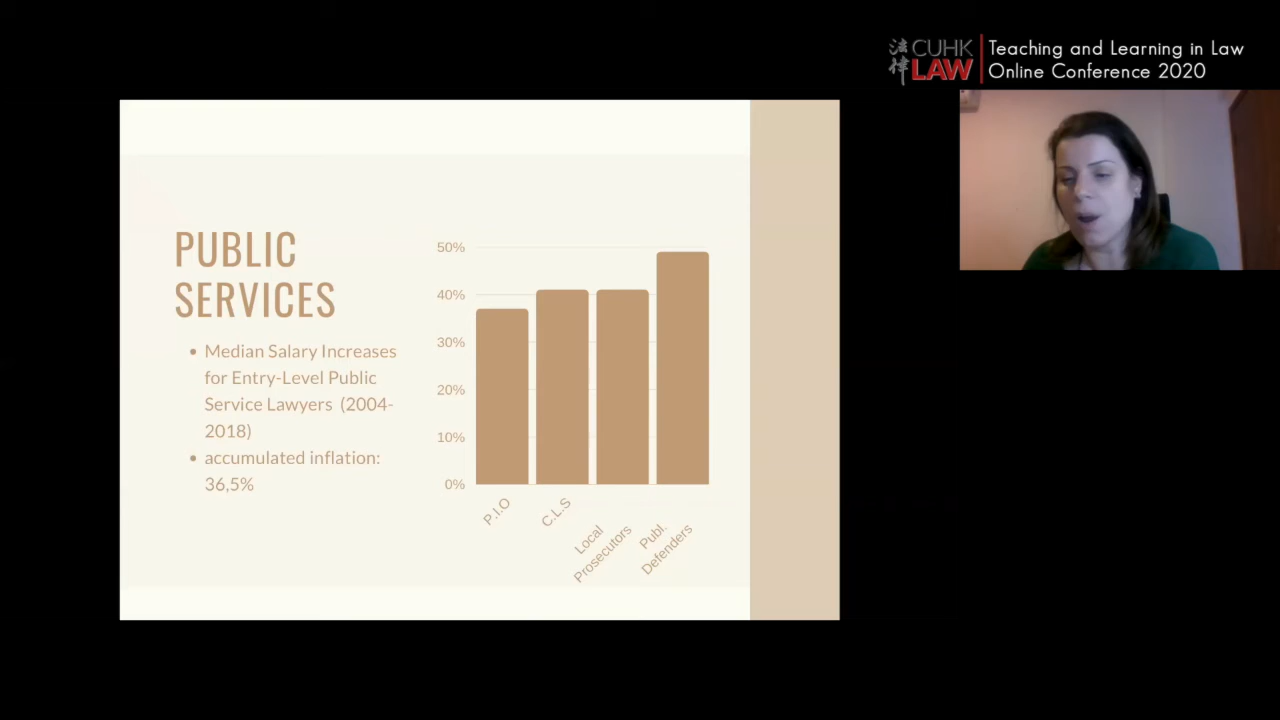 法律
CUHK
LAW
Teaching and Learning in Law
Online Conference 2020
PUBLIC
SERVICES
• Median Salary Increases
for Entry-Level Public
Service Lawyers (2004-
2018)
• accumulated inflation:
36,5%
50%
40%
30%
20%
10%
0%
P.I.O
C.L.S
Local
Prosecutors
Publ.
Defenders